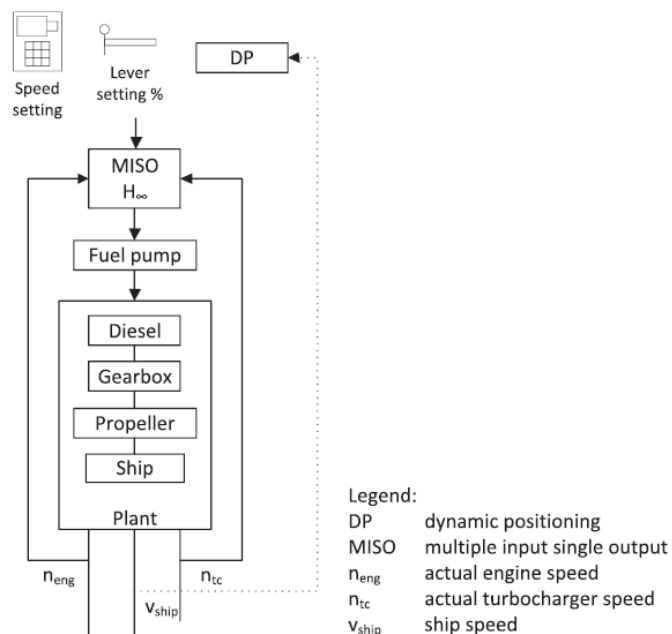 Speed
setting
Lever
setting %
DP
MISO
H∞
Fuel pump
Diesel
Gearbox
Propeller
Ship
Plant
neng
vship
ntc
Legend:
DP dynamic positioning
MISO multiple input single output
neng actual engine speed
ntc actual turbocharger speed
vship ship speed